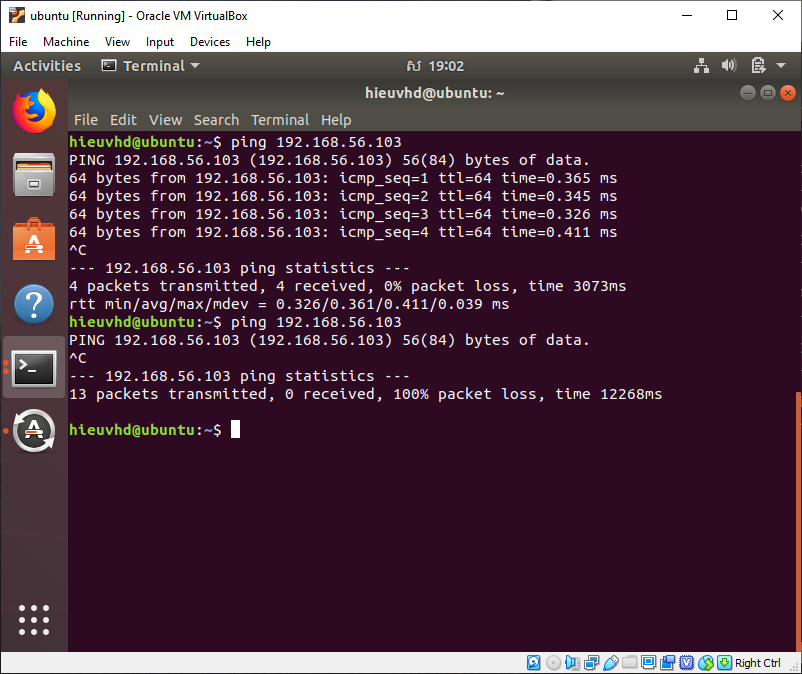 ubuntu [Running] - Oracle VM VirtualBox
File Machine View Input Devices Help
Activities Terminal ស 19:02
hieuvhd@ubuntu: ~
File Edit View Search Terminal Help
hieuvhd@ubuntu:~$ ping 192.168.56.103
PING 192.168.56.103 (192.168.56.103) 56(84) bytes of data.
64 bytes from 192.168.56.103: icmp_seq=1 ttl=64 time=0.365 ms
64 bytes from 192.168.56.103: icmp_seq=2 ttl=64 time=0.345 ms
64 bytes from 192.168.56.103: icmp_seq=3 ttl=64 time=0.326 ms
64 bytes from 192.168.56.103: icmp_seq=4 ttl=64 time=0.411 ms
^C
--- 192.168.56.103 ping statistics ---
4 packets transmitted, 4 received, 0% packet loss, time 3073ms
rtt min/avg/max/mdev = 0.326/0.361/0.411/0.039 ms
hieuvhd@ubuntu:~$ ping 192.168.56.103
PING 192.168.56.103 (192.168.56.103) 56(84) bytes of data.
^C
--- 192.168.56.103 ping statistics ---
13 packets transmitted, 0 received, 100% packet loss, time 12268ms
hieuvhd@ubuntu:~$
Right Ctrl